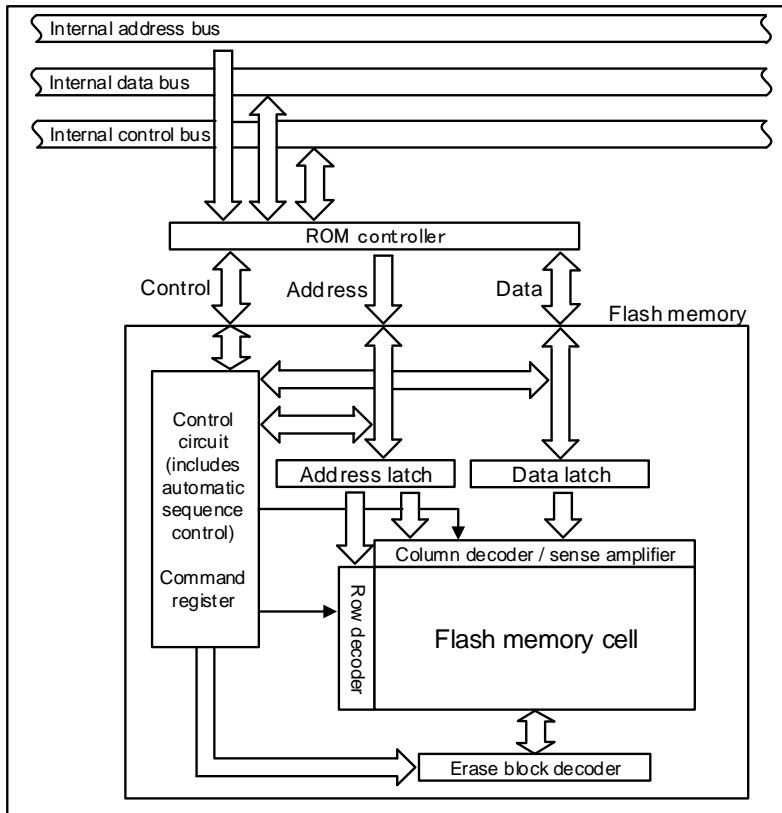 Internal address bus
Internal data bus
Internal control bus
ROM controller
Control
Address
Data
Flash memory
Control
circuit
(includes
automatic
sequence
control)
Command
register
Address latch
Data latch
Column decoder / sense amplifier
Row decoder
Flash memory cell
Erase block decoder